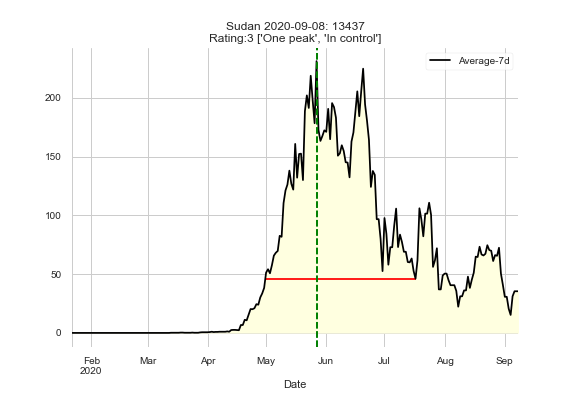 Sudan 2020-09-08: 13437
Rating:3 ['One peak', 'In control']
Average-7d
200
150
100
50
0
Feb
2020
Mar
Apr
May
Jun
Jul
Aug
Sep
Date